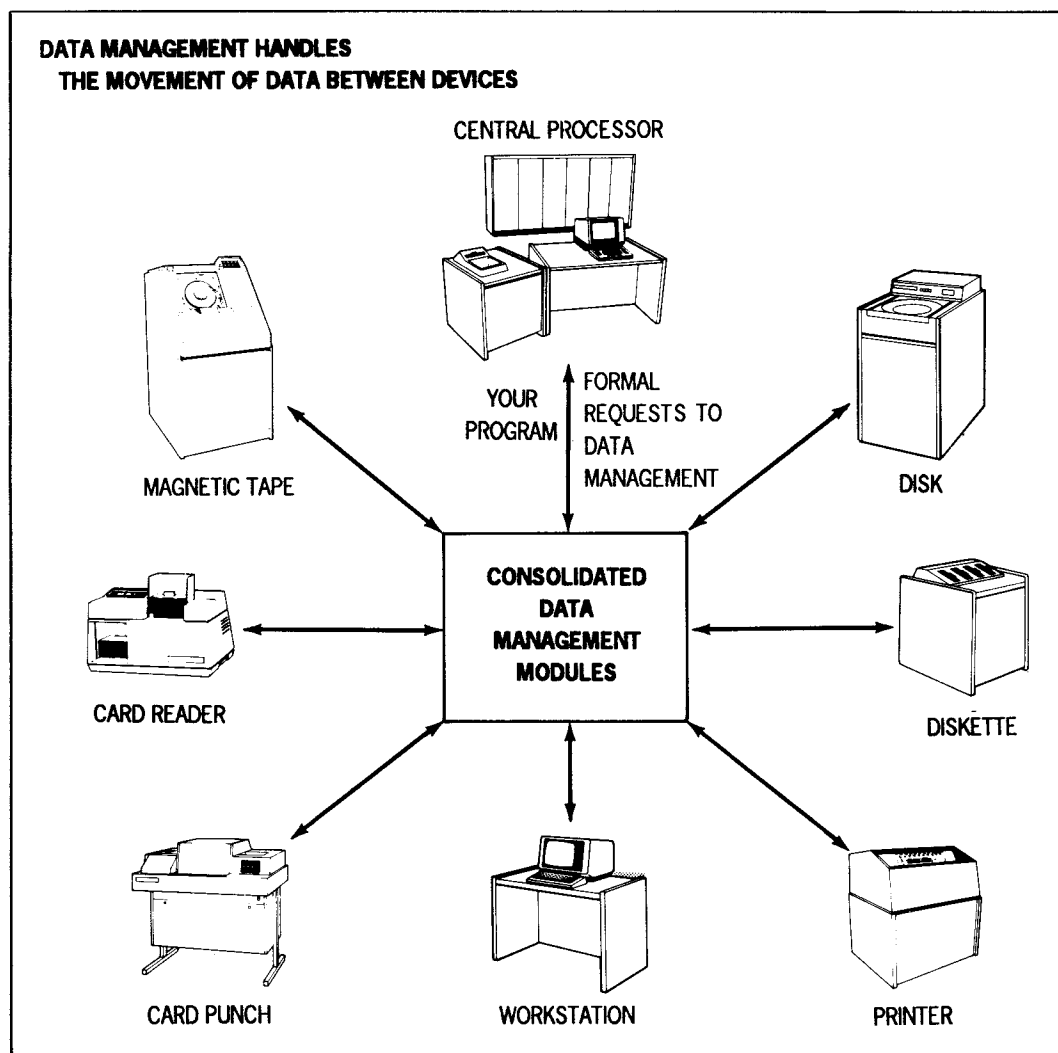 DATA MANAGEMENT HANDLES
THE MOVEMENT OF DATA BETWEEN DEVICES
CENTRAL PROCESSOR
YOUR
PROGRAM
FORMAL
REQUESTS TO
DATA
MANAGEMENT
MAGNETIC TAPE
DISK
CONSOLIDATED
DATA
MANAGEMENT
MODULES
CARD READER
DISKETTE
CARD PUNCH
WORKSTATION
PRINTER